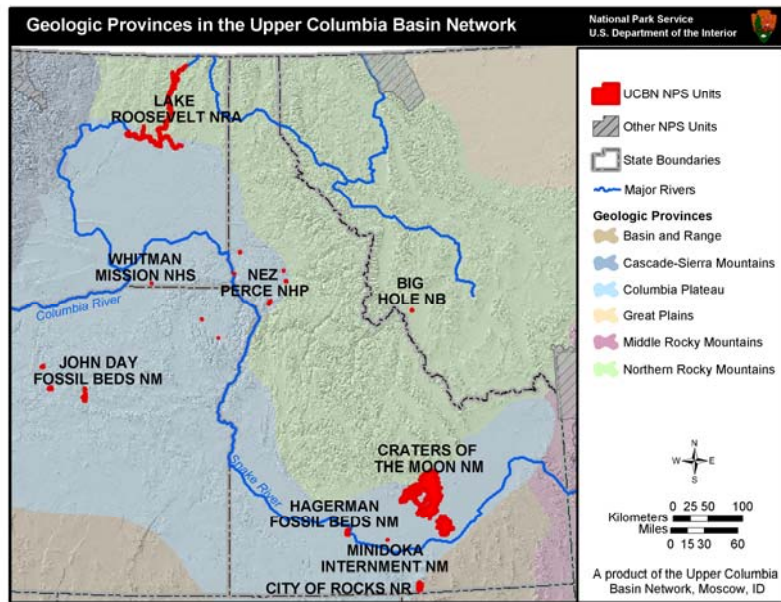 Geologic Provinces in the Upper Columbia Basin Network
National Park Service
U.S. Department of the Interior
LAKE
ROOSEVELT NRA
WHITMAN
MISSION NHS
NEZ
PERCE NHP
BIG
HOLE NB
Columbia River
JOHN DAY
FOSSIL BEDS NM
Snake River
CRATERS
OF THE MOON NM
HAGERMAN
FOSSIL BEDS NM
MINIDOKA
INTERNMENT NM
CITY OF ROCKS NR
UCBN NPS Units
Other NPS Units
State Boundaries
Major Rivers
Geologic Provinces
Basin and Range
Cascade-Sierra Mountains
Columbia Plateau
Great Plains
Middle Rocky Mountains
Northern Rocky Mountains
N
W E
S
0 25 50 100
Kilometers
Miles
0 15 30 60
A product of the Upper Columbia
Basin Network, Moscow, ID